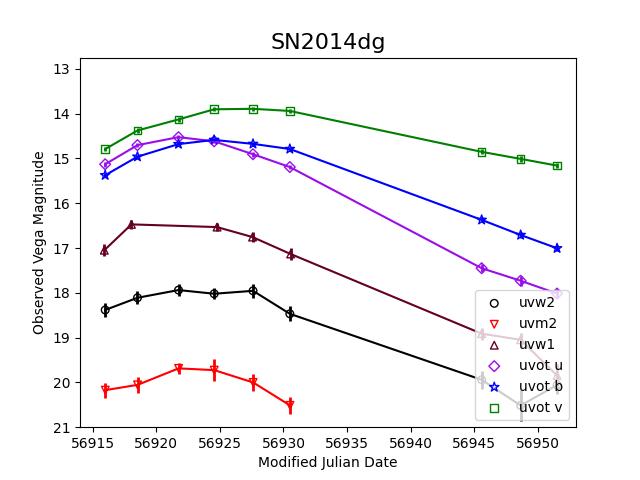 SN2014dg
Observed Vega Magnitude
13
14
15
16
17
18
19
20
21
uvw2
uvm2
uvw1
uvot u
uvot b
uvot v
56915 56920 56925 56930 56935 56940 56945 56950
Modified Julian Date